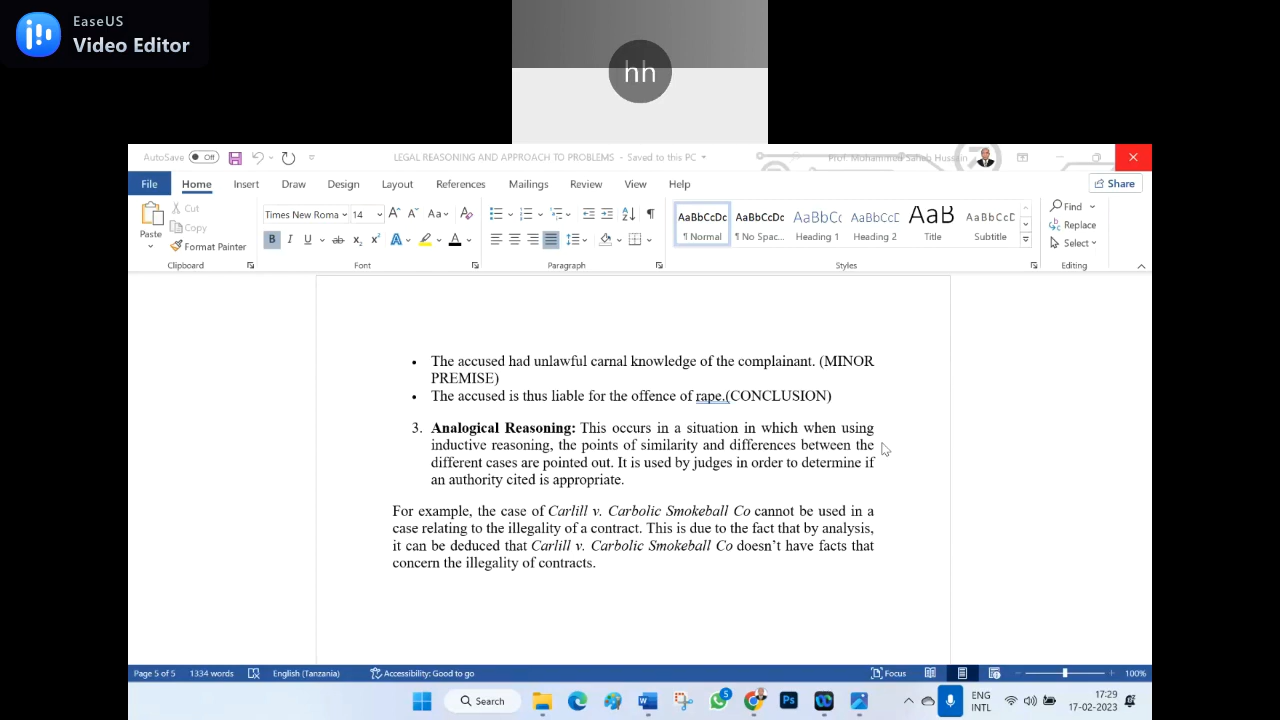 EaseUS
Video Editor
hh
AutoSave Off
LEGAL REASONING AND APPROACH TO PROBLEMS - Saved to this PC
Prof. Mohammed
File Home Insert Draw Design Layout References Mailings Review View Help
Share
Paste
Cut
Copy
Format Painter
Clipboard
Times New Roma 14
Font
Paragraph
AaBbCcDc AaBbCcDc AaBbC( AaBbCcD AaB AaBbCcD
¶ Normal ¶ No Spac... Heading 1 Heading 2 Title Subtitle
Styles
Find
Replace
Select
Editing
• The accused had unlawful carnal knowledge of the complainant. (MINOR
PREMISE)
• The accused is thus liable for the offence of rape.(CONCLUSION)
3. Analogical Reasoning: This occurs in a situation in which when using
inductive reasoning, the points of similarity and differences between the
different cases are pointed out. It is used by judges in order to determine if
an authority cited is appropriate.
For example, the case of Carlill v. Carbolic Smokeball Co cannot be used in a
case relating to the illegality of a contract. This is due to the fact that by analysis,
it can be deduced that Carlill v. Carbolic Smokeball Co doesn't have facts that
concern the illegality of contracts.
Page 5 of 5 1334 words English (Tanzania) Accessibility: Good to go Focus 100%
Search
5
Ps
ENG
INTL
17:29
17-02-2023